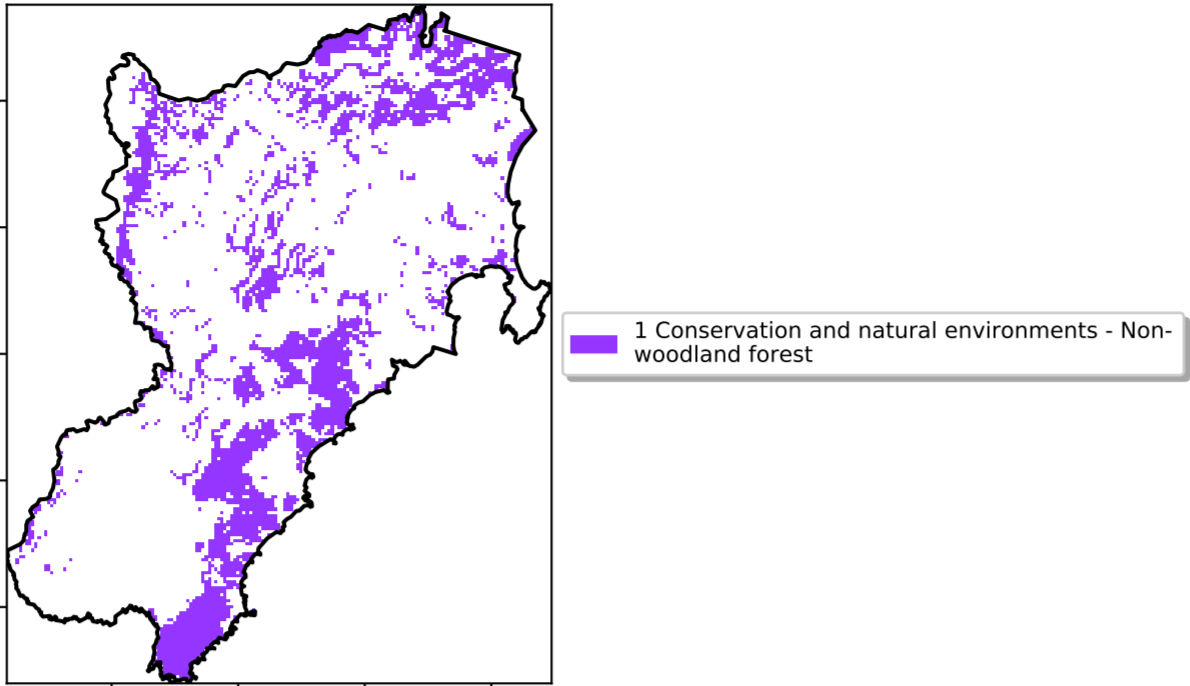 1 Conservation and natural environments - Non-
woodland forest